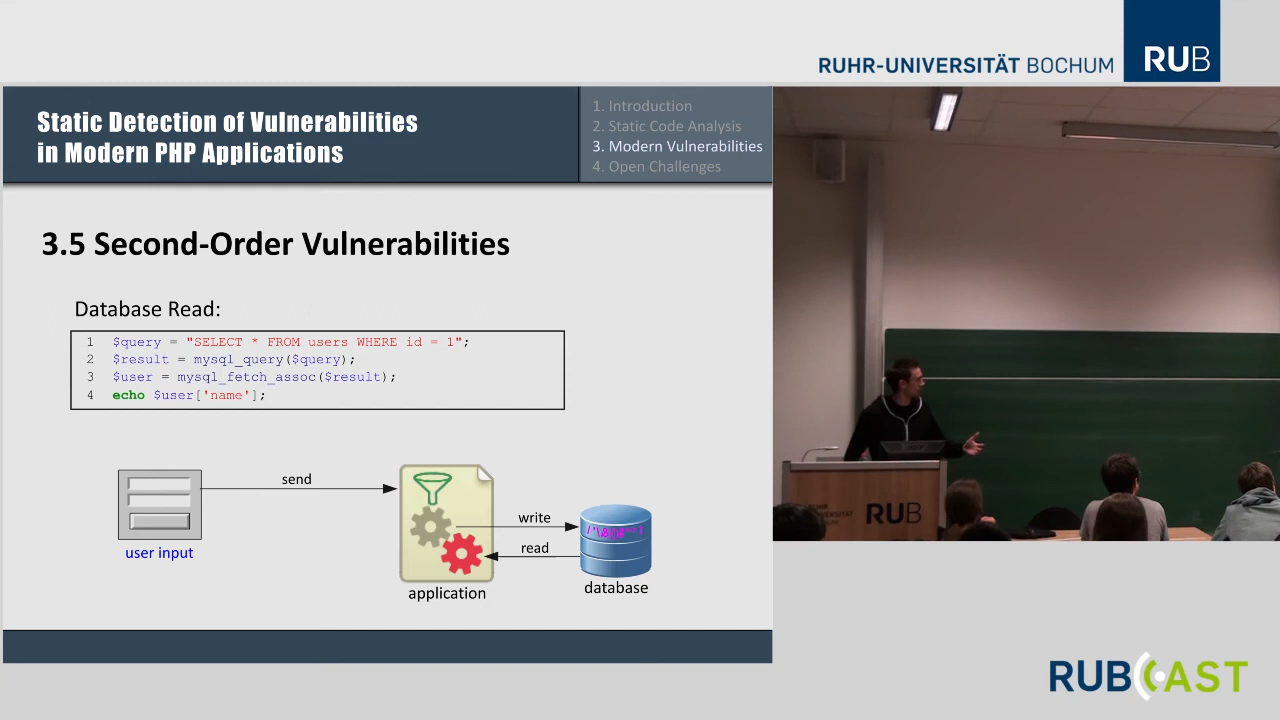 RUHR-UNIVERSITÄT BOCHUM
RUB
Static Detection of Vulnerabilities
in Modern PHP Applications
1. Introduction
2. Static Code Analysis
3. Modern Vulnerabilities
4. Open Challenges
3.5 Second-Order Vulnerabilities
Database Read:
1 $query = "SELECT * FROM users WHERE id = 1";
2 $result = mysql_query($query);
3 $user = mysql_fetch_assoc($result);
4 echo $user['name'];
send
write
read
user input
application
database
RUB
RUBCAST